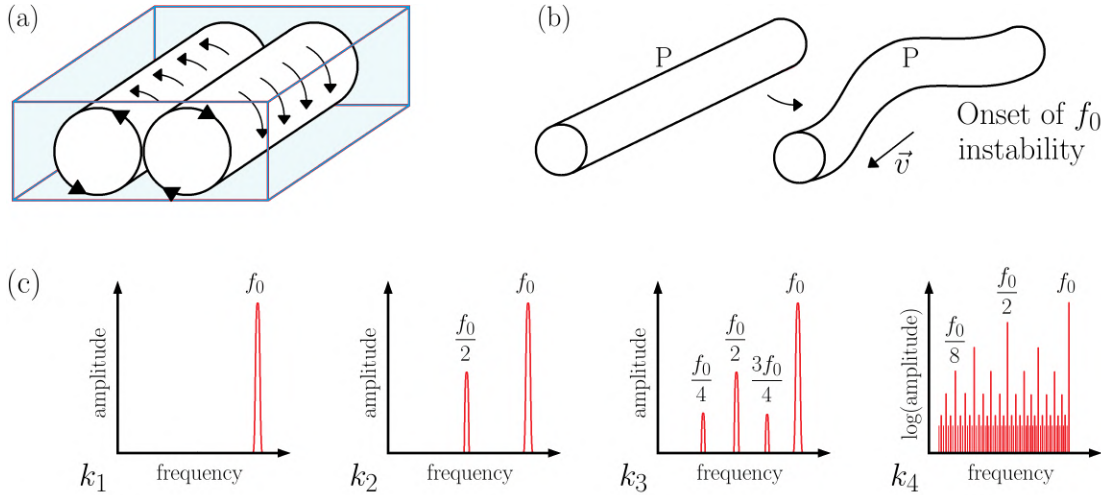 (a)
(b)
P
P
Onset of f₀
instability
v⃗
(c)
f₀
amplitude
frequency
k₁
f₀
f₀/2
amplitude
frequency
k₂
f₀
f₀/2
f₀/4
3f₀/4
amplitude
frequency
k₃
f₀
f₀/2
f₀/8
log(amplitude)
frequency
k₄